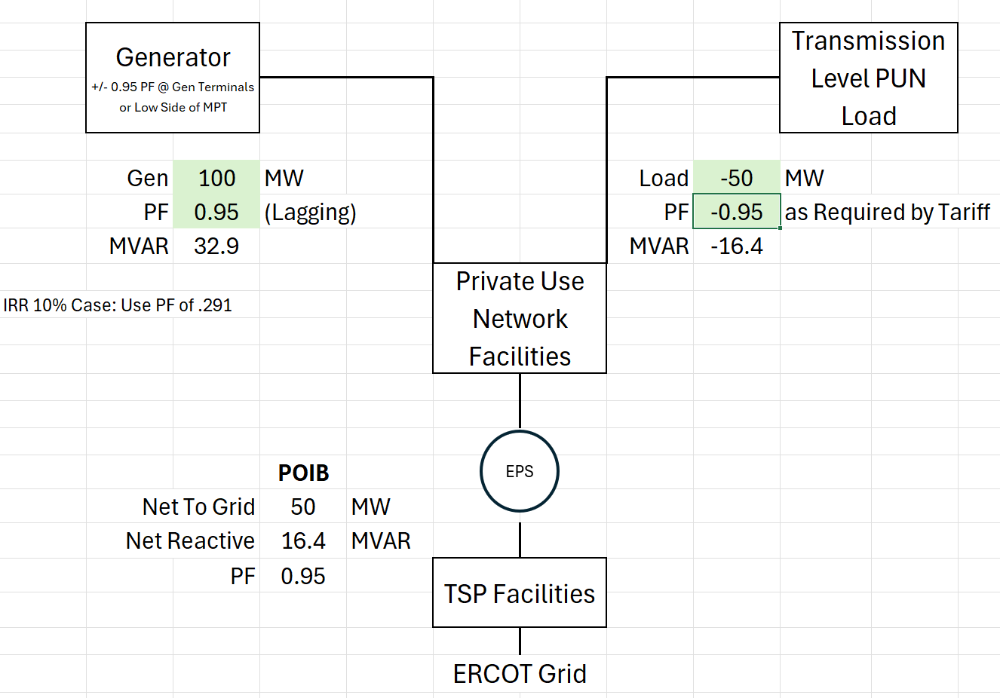 Generator
+/- 0.95 PF @ Gen Terminals
or Low Side of MPT
Transmission
Level PUN
Load
Gen 100 MW
PF 0.95 (Lagging)
MVAR 32.9
Load -50 MW
PF -0.95 as Required by Tariff
MVAR -16.4
Private Use
Network
Facilities
IRR 10% Case: Use PF of .291
EPS
POIB
Net To Grid 50 MW
Net Reactive 16.4 MVAR
PF 0.95
TSP Facilities
ERCOT Grid